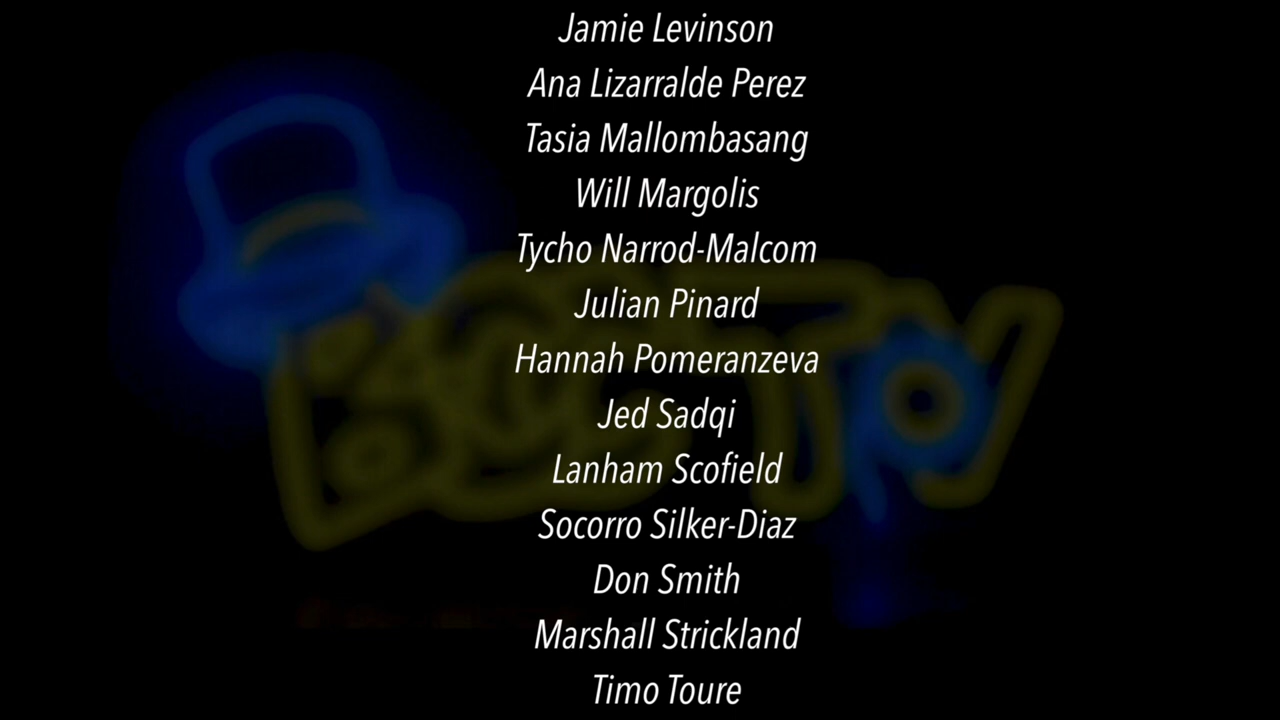 Jamie Levinson
Ana Lizarralde Perez
Tasia Mallombasang
Will Margolis
Tycho Narrod-Malcom
Julian Pinard
Hannah Pomeranzeva
Jed Sadqi
Lanham Scofield
Socorro Silker-Diaz
Don Smith
Marshall Strickland
Timo Toure